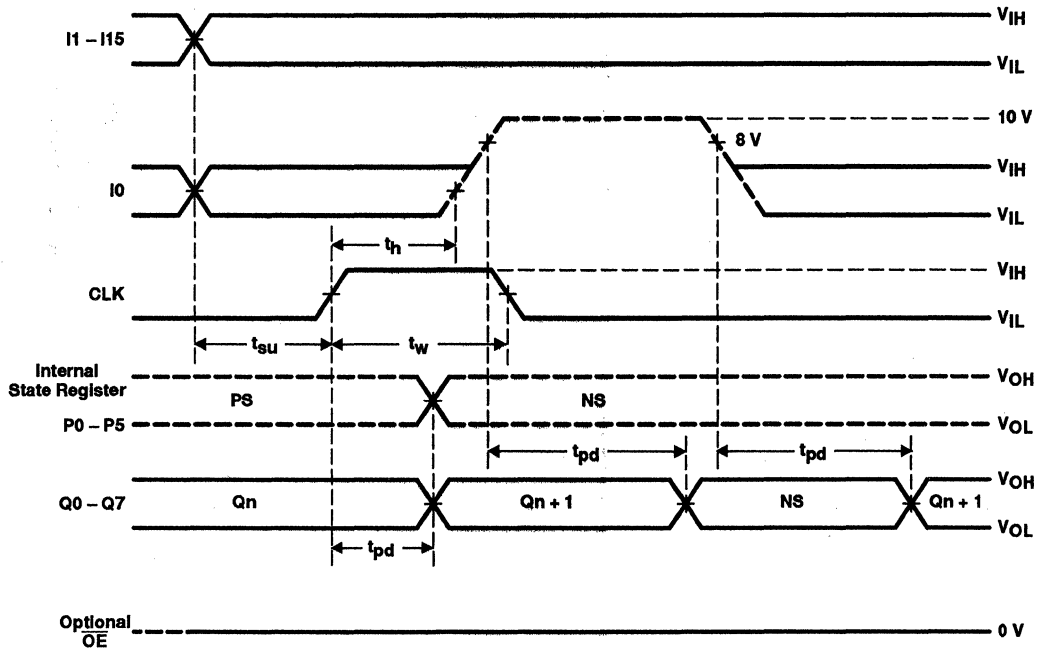 I1 – I15
VIH
VIL
10 V
8 V
I0
VIH
VIL
th
CLK
VIH
VIL
tsu
tw
Internal
State Register
P0 – P5
PS
NS
VOH
VOL
tpd
tpd
Q0 – Q7
Qn
Qn + 1
NS
Qn + 1
VOH
VOL
tpd
Optional
OE
0 V